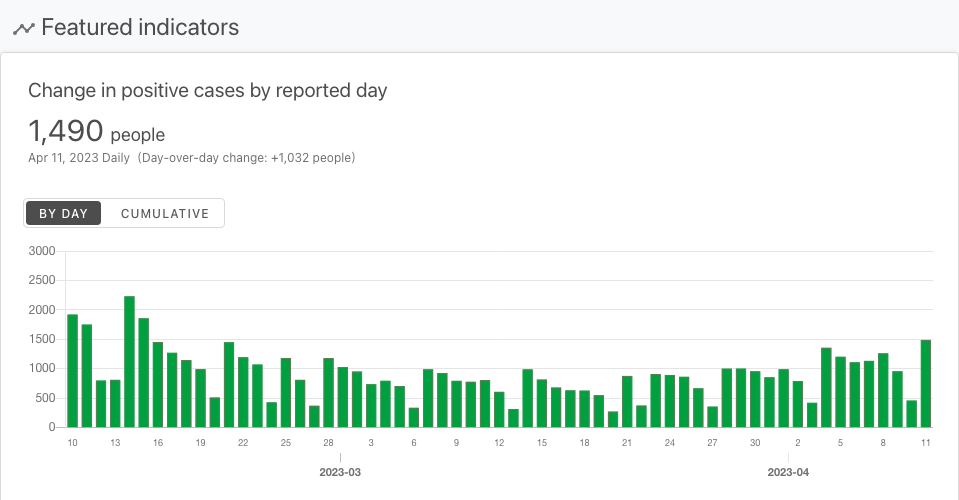 Featured indicators
Change in positive cases by reported day
1,490 people
Apr 11, 2023 Daily (Day-over-day change: +1,032 people)
BY DAY CUMULATIVE
3000
2500
2000
1500
1000
500
0
10 13 16 19 22 25 28 3 6 9 12 15 18 21 24 27 30 2 5 8 11
2023-03 2023-04